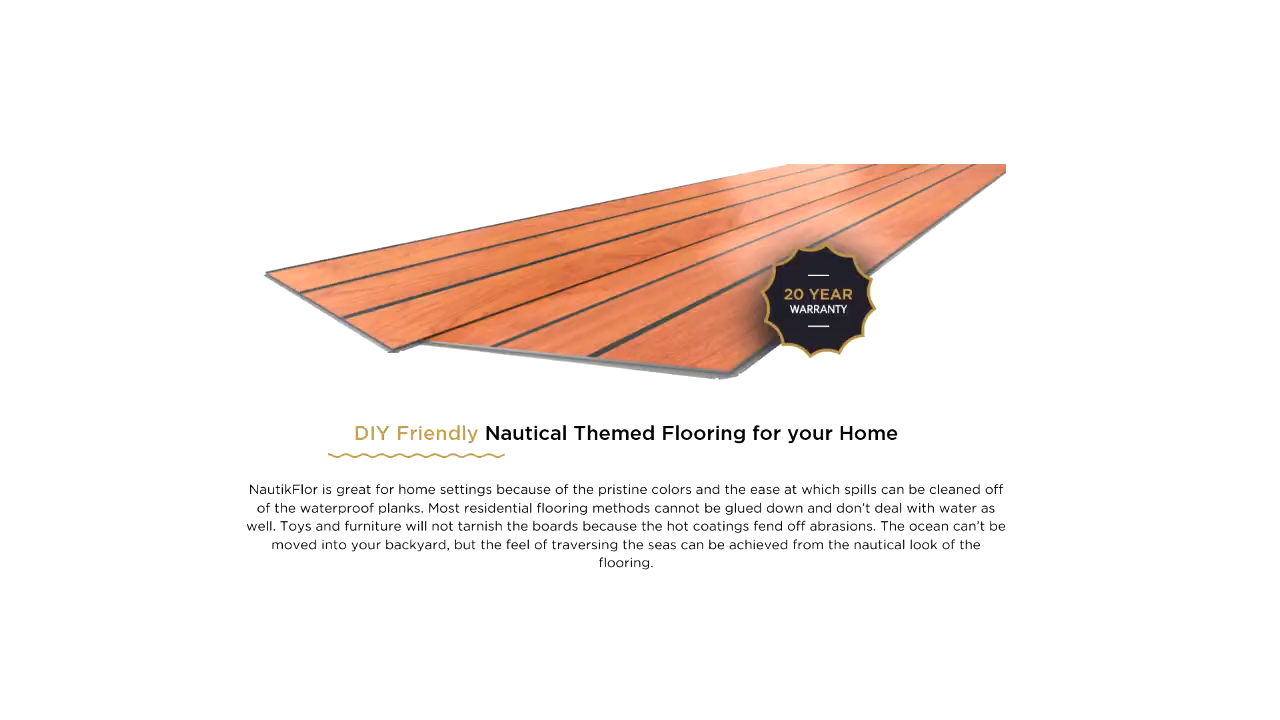 20 YEAR
WARRANTY
DIY Friendly Nautical Themed Flooring for your Home
NautikFlor is great for home settings because of the pristine colors and the ease at which spills can be cleaned off
of the waterproof planks. Most residential flooring methods cannot be glued down and don't deal with water as
well. Toys and furniture will not tarnish the boards because the hot coatings fend off abrasions. The ocean can't be
moved into your backyard, but the feel of traversing the seas can be achieved from the nautical look of the
flooring.